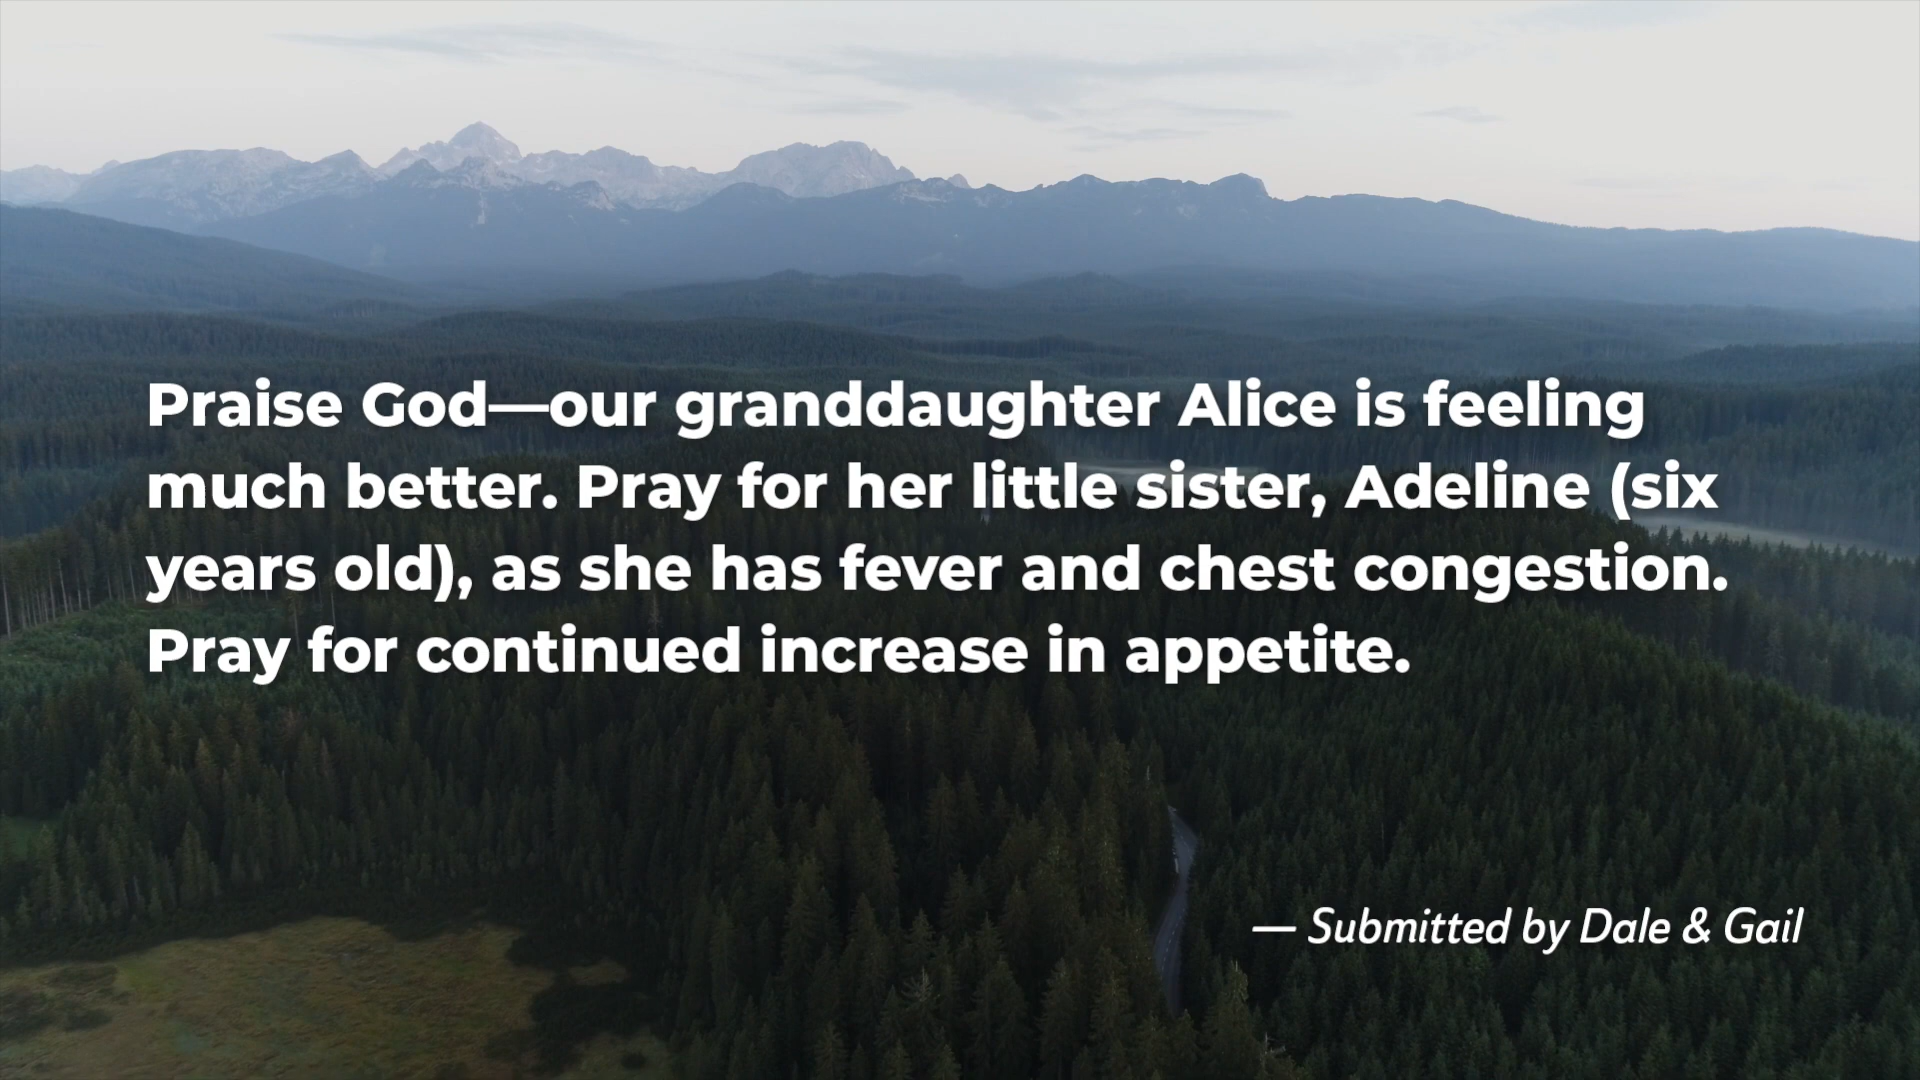 Praise God—our granddaughter Alice is feeling
much better. Pray for her little sister, Adeline (six
years old), as she has fever and chest congestion.
Pray for continued increase in appetite.
— Submitted by Dale & Gail